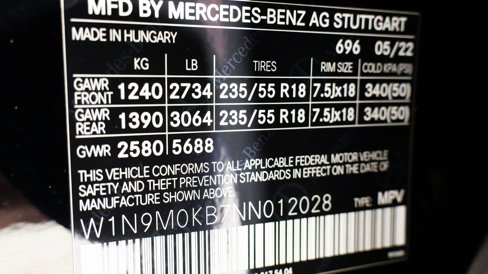 MFD BY MERCEDES-BENZ AG STUTTGART
MADE IN HUNGARY 696 05/22
KG LB TIRES RIM SIZE COLD KPA(PSI)
GAWR FRONT 1240 2734 235/55 R18 7.5Jx18 340(50)
GAWR REAR 1390 3064 235/55 R18 7.5Jx18 340(50)
GVWR 2580 5688
THIS VEHICLE CONFORMS TO ALL APPLICABLE FEDERAL MOTOR VEHICLE
SAFETY AND THEFT PREVENTION STANDARDS IN EFFECT ON THE DATE OF
MANUFACTURE SHOWN ABOVE.
W1N9M0KB7NN012028 TYPE: MPV